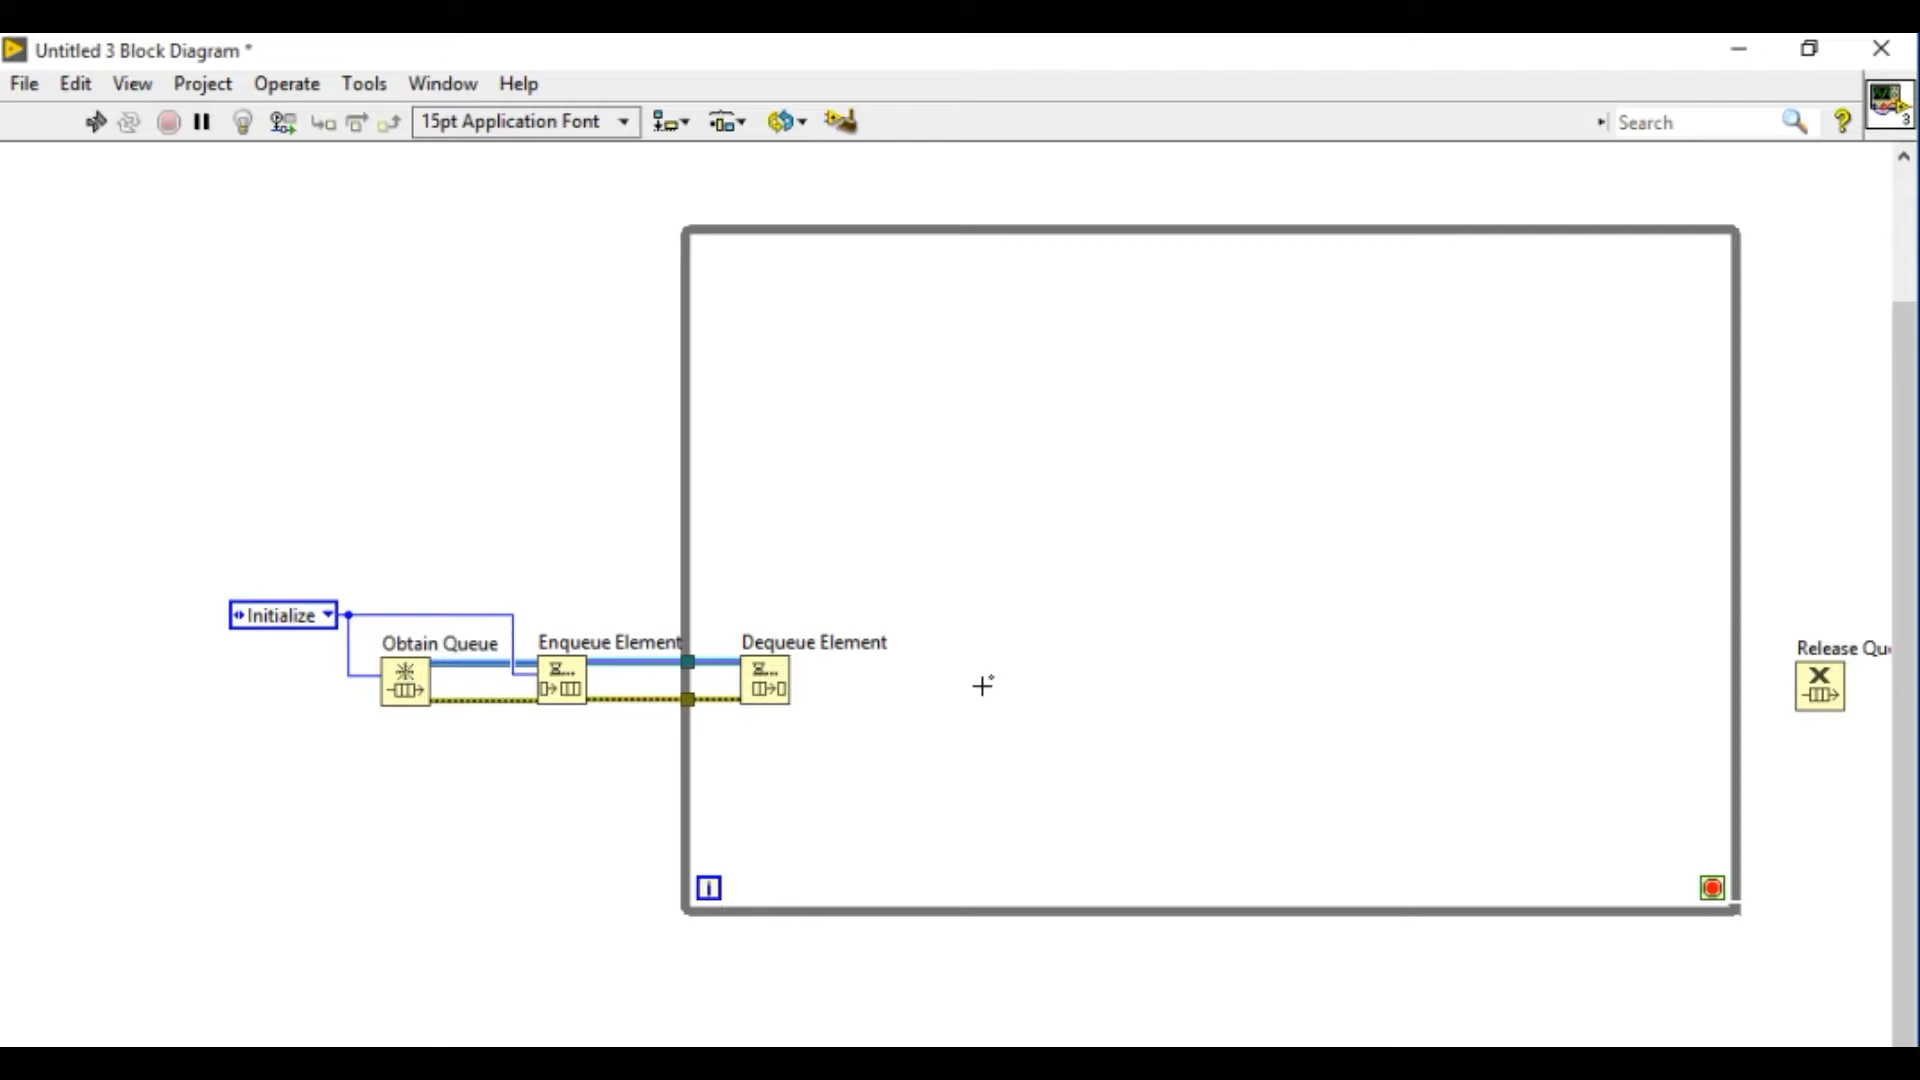 Untitled 3 Block Diagram *
File Edit View Project Operate Tools Window Help
15pt Application Font
Search
?
3
Initialize
Obtain Queue
Enqueue Element
Dequeue Element
Release Qu
i